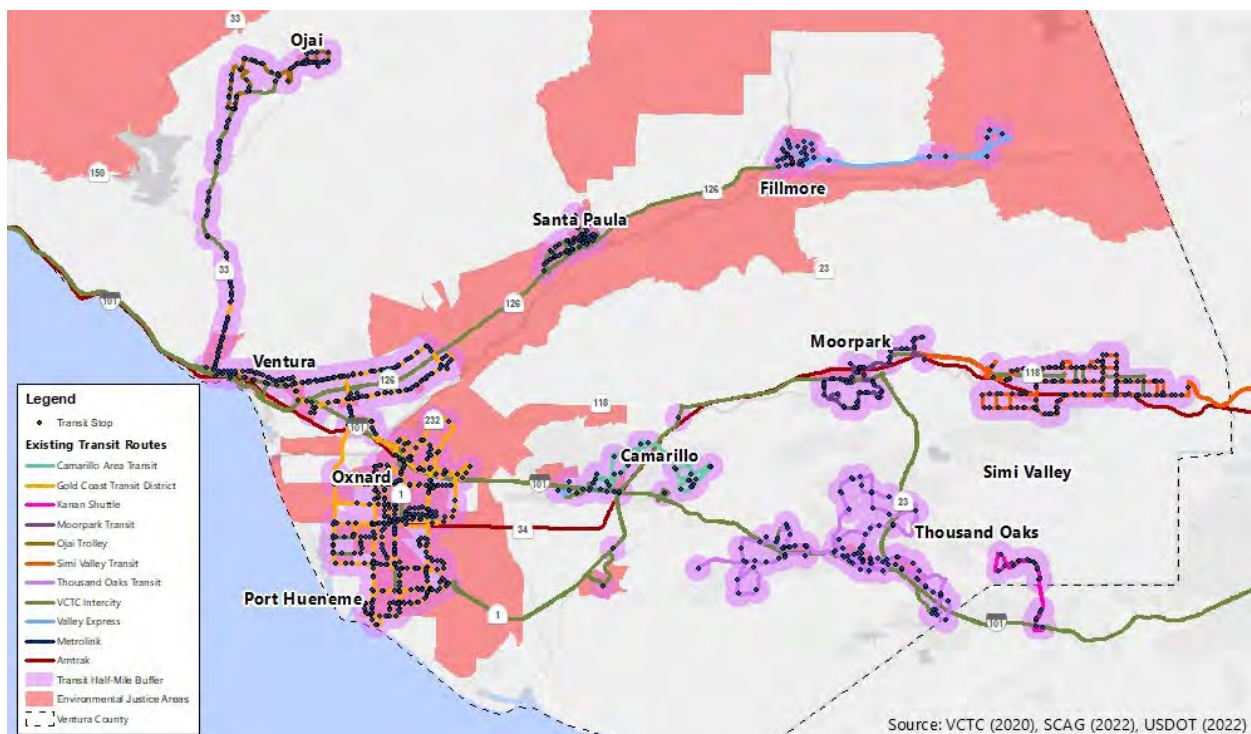 33
Ojai
150
126
Fillmore
Santa Paula
23
33
126
101
Moorpark
Ventura
118
126
118
232
101
Camarillo
Oxnard
101
Simi Valley
1
23
34
Thousand Oaks
Port Hueneme
1
101
Legend
Transit Stop
Existing Transit Routes
Camarillo Area Transit
Gold Coast Transit District
Kanan Shuttle
Moorpark Transit
Ojai Trolley
Simi Valley Transit
Thousand Oaks Transit
VCTC Intercity
Valley Express
Metrolink
Amtrak
Transit Half-Mile Buffer
Environmental Justice Areas
Ventura County
Source: VCTC (2020), SCAG (2022), USDOT (2022)